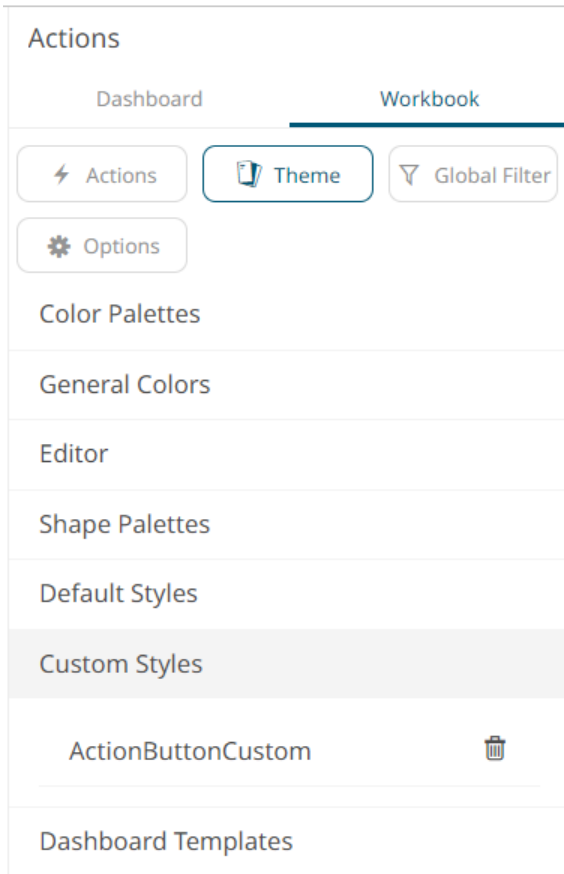 Actions
Dashboard Workbook
Actions Theme Global Filter
Options
Color Palettes
General Colors
Editor
Shape Palettes
Default Styles
Custom Styles
ActionButtonCustom
Dashboard Templates